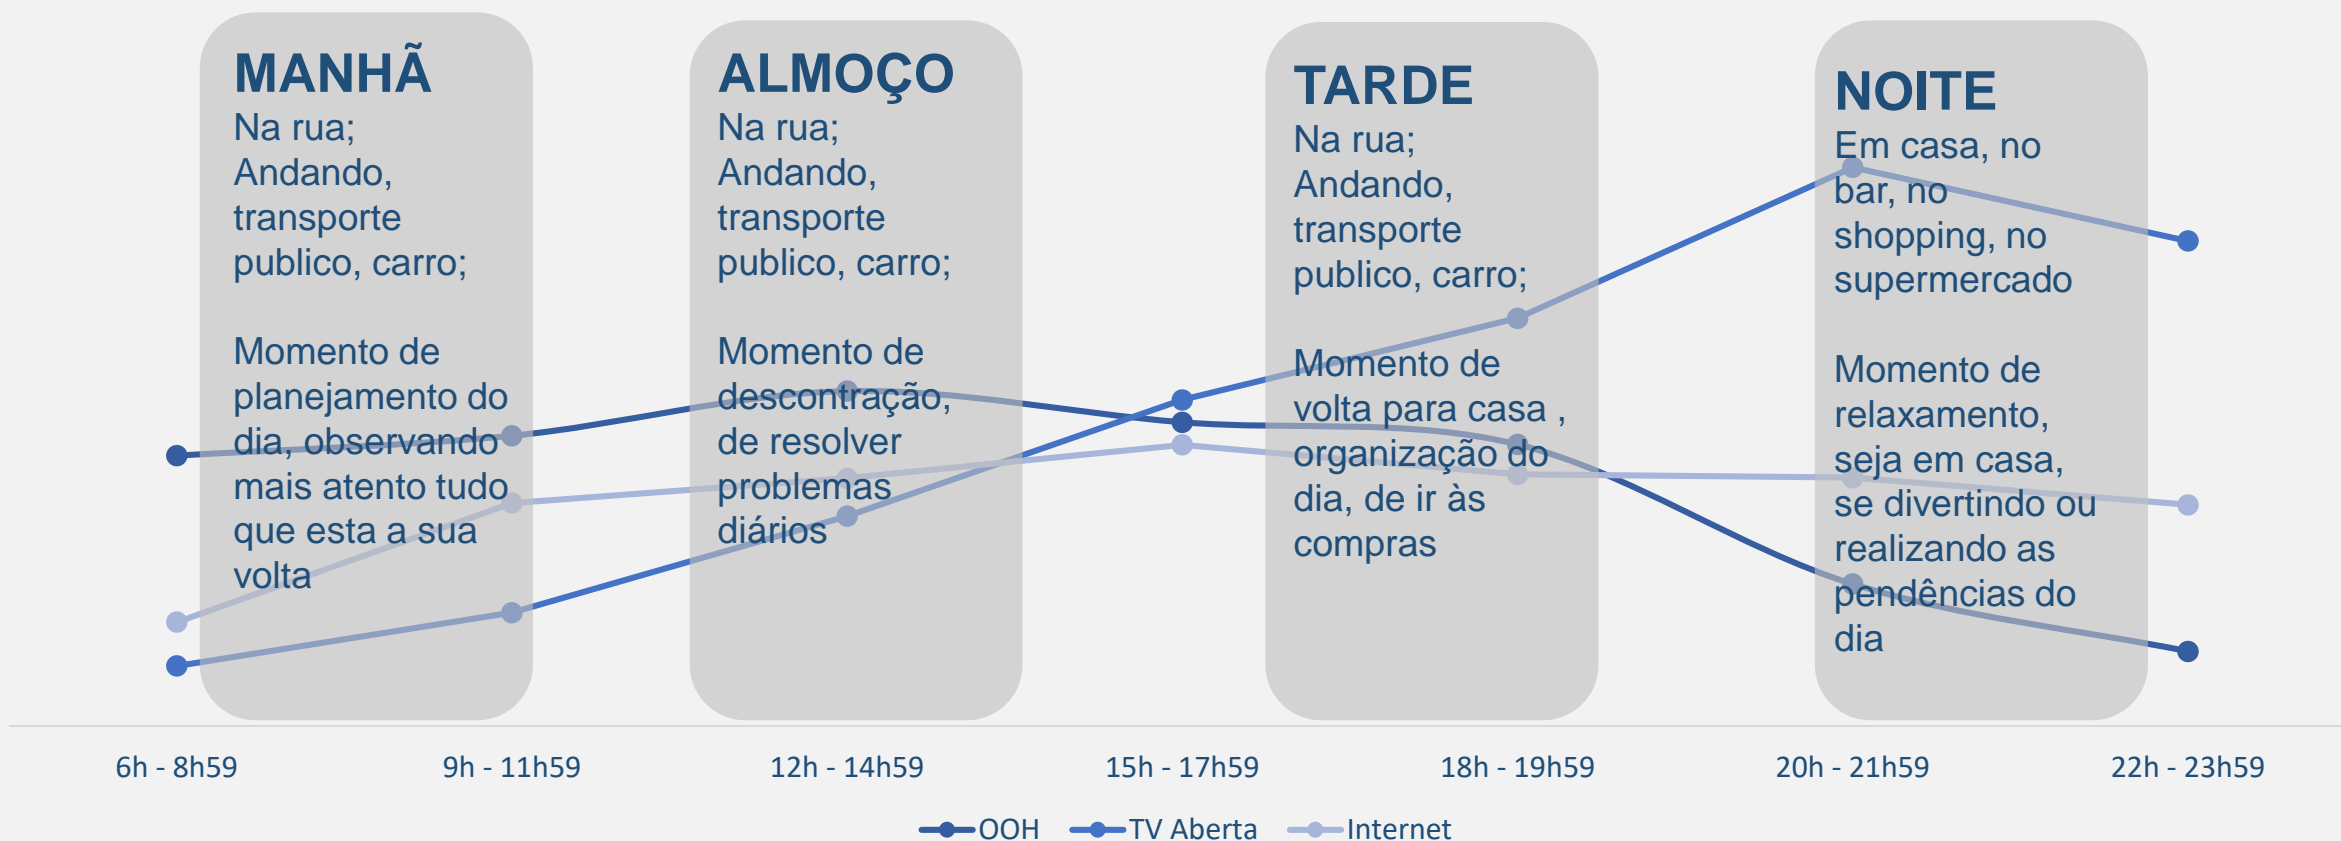 MANHÃ
Na rua;
Andando,
transporte
publico, carro;
Momento de
planejamento do
dia, observando
mais atento tudo
que esta a sua
volta
ALMOÇO
Na rua;
Andando,
transporte
publico, carro;
Momento de
descontração,
de resolver
problemas
diários
TARDE
Na rua;
Andando,
transporte
publico, carro;
Momento de
volta para casa ,
organização do
dia, de ir às
compras
NOITE
Em casa, no
bar, no
shopping, no
supermercado
Momento de
relaxamento,
seja em casa,
se divertindo ou
realizando as
pendências do
dia
6h - 8h59
9h - 11h59
12h - 14h59
15h - 17h59
18h - 19h59
20h - 21h59
22h - 23h59
OOH
TV Aberta
Internet